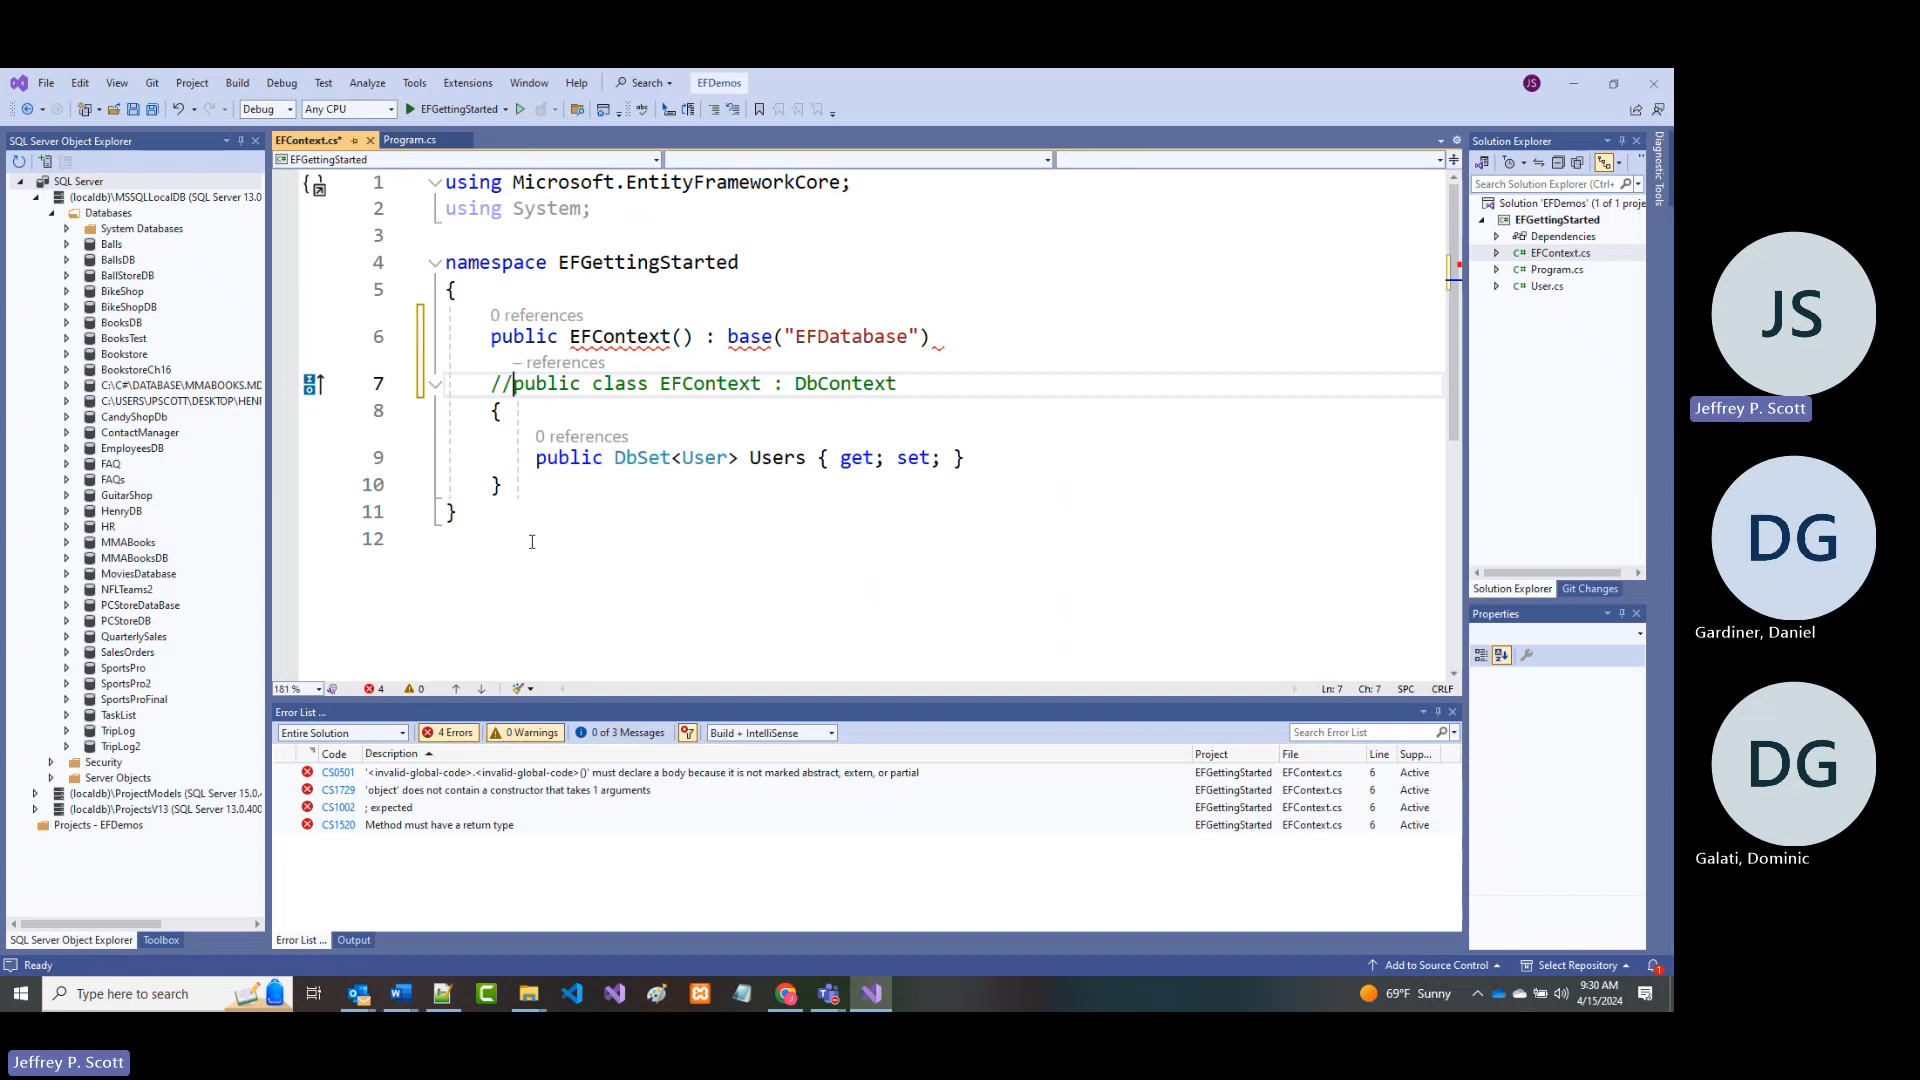 File Edit View Git Project Build Debug Test Analyze Tools Extensions Window Help Search EFDemos JS
Debug Any CPU EFGettingStarted
SQL Server Object Explorer
SQL Server
(localdb)\MSSQLLocalDB (SQL Server 13.0
Databases
System Databases
Balls
BallsDB
BallStoreDB
BikeShop
BikeShopDB
BooksDB
BooksTest
Bookstore
BookstoreCh16
C:\C#\DATABASE\MMABOOKS.MD
C:\USERS\JPSCOTT\DESKTOP\HENF
CandyShopDb
ContactManager
EmployeesDB
FAQ
FAQs
GuitarShop
HenryDB
HR
MMABooks
MMABooksDB
MoviesDatabase
NFLTeams2
PCStoreDataBase
PCStoreDB
QuarterlySales
SalesOrders
SportsPro
SportsPro2
SportsProFinal
TaskList
TripLog
TripLog2
Security
Server Objects
(localdb)\ProjectModels (SQL Server 15.0.
(localdb)\ProjectsV13 (SQL Server 13.0.400
Projects - EFDemos
SQL Server Object Explorer Toolbox
EFContext.cs* Program.cs
EFGettingStarted
1 using Microsoft.EntityFrameworkCore;
2 using System;
3
4 namespace EFGettingStarted
5 {
0 references
6 public EFContext() : base("EFDatabase")
– references
7 //public class EFContext : DbContext
8 {
0 references
9 public DbSet<User> Users { get; set; }
10 }
11 }
12
181 % 4 0 Ln: 7 Ch: 7 SPC CRLF
Error List ...
Entire Solution 4 Errors 0 Warnings 0 of 3 Messages Build + IntelliSense Search Error List
Code Description Project File Line Supp...
CS0501 '<invalid-global-code>.<invalid-global-code>()' must declare a body because it is not marked abstract, extern, or partial EFGettingStarted EFContext.cs 6 Active
CS1729 'object' does not contain a constructor that takes 1 arguments EFGettingStarted EFContext.cs 6 Active
CS1002 ; expected EFGettingStarted EFContext.cs 6 Active
CS1520 Method must have a return type EFGettingStarted EFContext.cs 6 Active
Error List ... Output
Solution Explorer
Search Solution Explorer (Ctrl+
Solution 'EFDemos' (1 of 1 proje
EFGettingStarted
Dependencies
C# EFContext.cs
C# Program.cs
C# User.cs
Solution Explorer Git Changes
Properties
Diagnostic Tools
Ready Add to Source Control Select Repository 1
Type here to search 69°F Sunny 9:30 AM
4/15/2024
JS
Jeffrey P. Scott
DG
Gardiner, Daniel
DG
Galati, Dominic
Jeffrey P. Scott